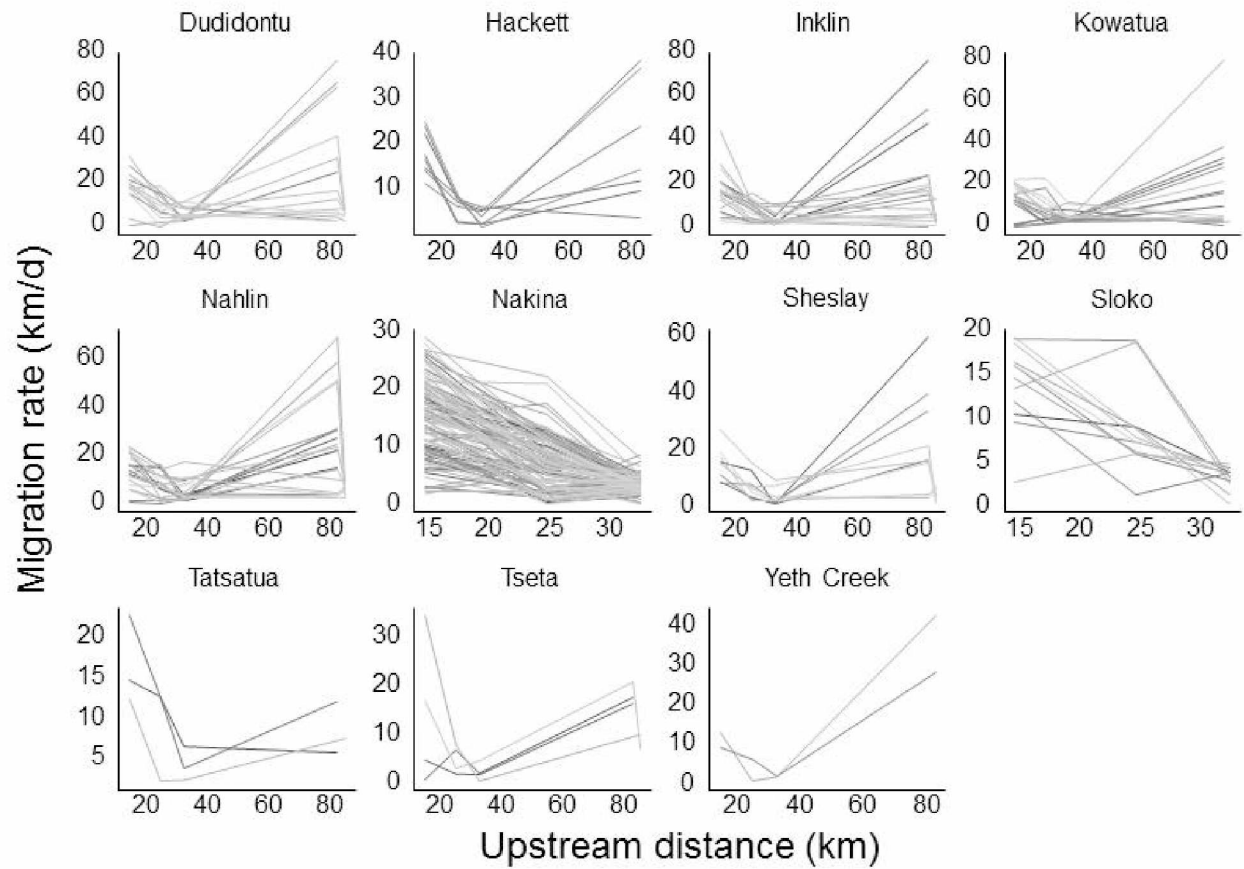 Dudidontu Hackett Inklin Kowatua
80 40 80 80
60 30 60 60
40 20 40 40
20 10 20 20
0 0 0
20 40 60 80 20 40 60 80 20 40 60 80 20 40 60 80
Migration rate (km/d)
Nahlin Nakina Sheslay Sloko
60 30 60 20
40 20 40 15
20 10 20 10
0 0 0 5
0
20 40 60 80 15 20 25 30 20 40 60 80 15 20 25 30
Tatsatua Tseta Yeth Creek
20 30 40
15 20 30
10 10 20
5 0 10
0
20 40 60 80 20 40 60 80 20 40 60 80
Upstream distance (km)